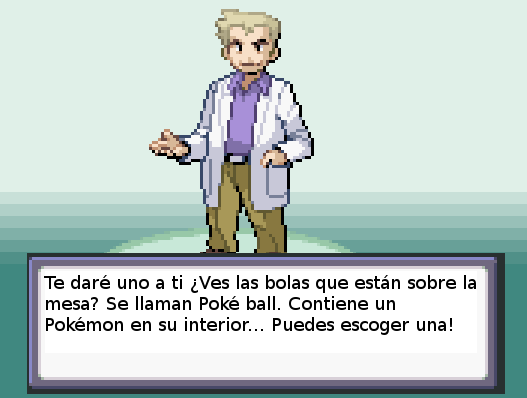 Te daré uno a ti ¿Ves las bolas que están sobre la
mesa? Se llaman Poké ball. Contiene un
Pokémon en su interior... Puedes escoger una!